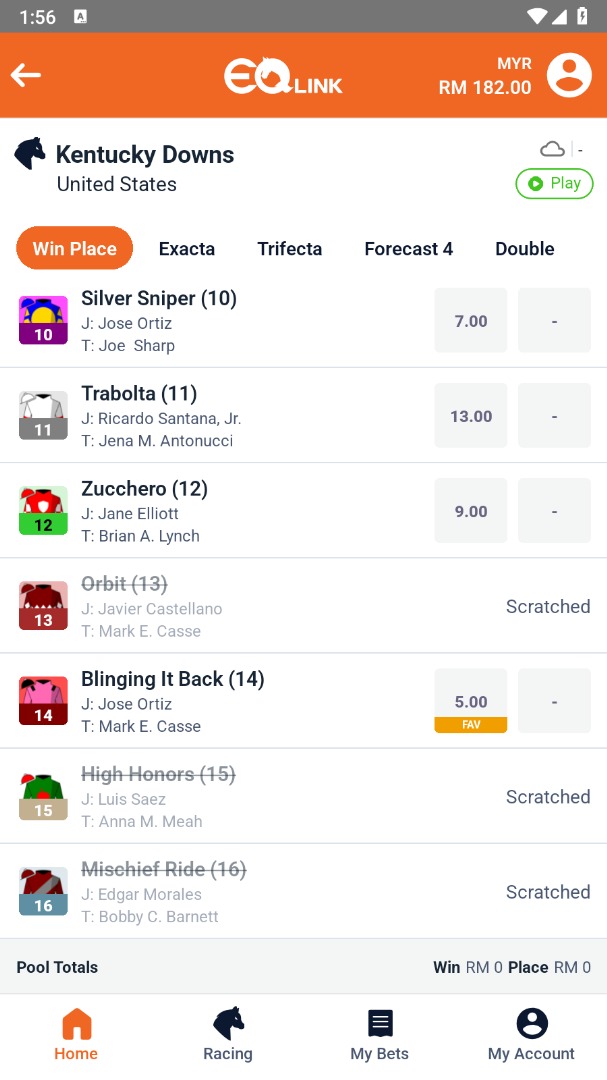 1:56 A
EQ LINK
MYR
RM 182.00
Kentucky Downs
United States
-
Play
Win Place Exacta Trifecta Forecast 4 Double
Silver Sniper (10)
J: Jose Ortiz
T: Joe Sharp
10
7.00 -
Trabolta (11)
J: Ricardo Santana, Jr.
T: Jena M. Antonucci
11
13.00 -
Zucchero (12)
J: Jane Elliott
T: Brian A. Lynch
12
9.00 -
Orbit (13)
J: Javier Castellano
T: Mark E. Casse
13
Scratched
Blinging It Back (14)
J: Jose Ortiz
T: Mark E. Casse
14
5.00 -
FAV
High Honors (15)
J: Luis Saez
T: Anna M. Meah
15
Scratched
Mischief Ride (16)
J: Edgar Morales
T: Bobby C. Barnett
16
Scratched
Pool Totals Win RM 0 Place RM 0
Home Racing My Bets My Account